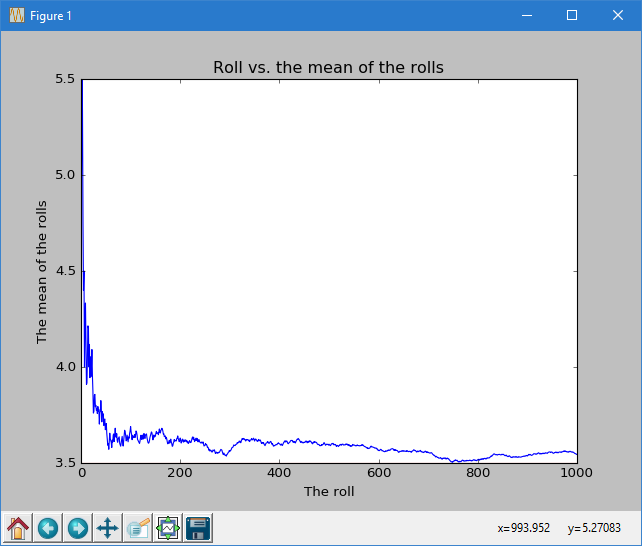 Figure 1
Roll vs. the mean of the rolls
5.5
5.0
4.5
4.0
3.5
The mean of the rolls
0 200 400 600 800 1000
The roll
x=993.952 y=5.27083